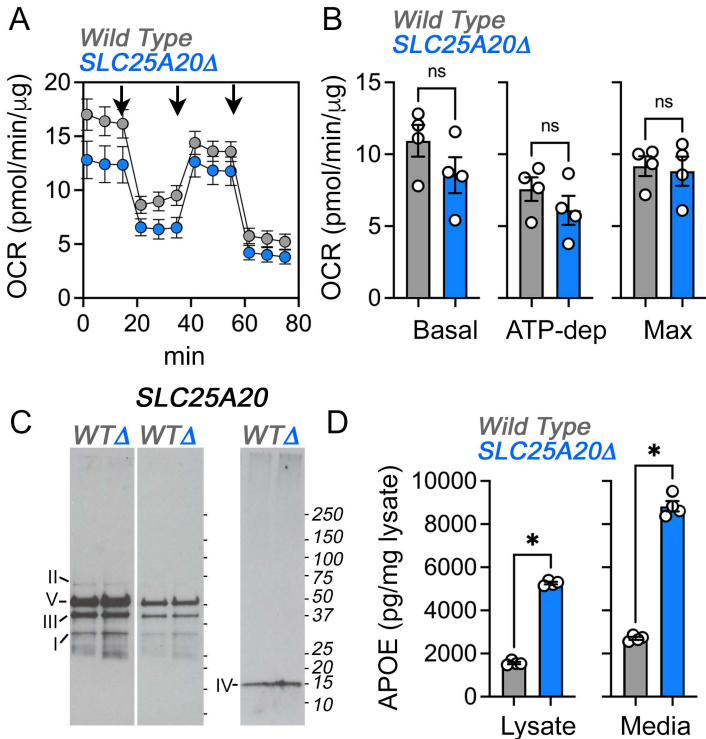 A
Wild Type
SLC25A20Δ
OCR (pmol/min/μg)
20
15
10
5
0
0 20 40 60 80
min
B
Wild Type
SLC25A20Δ
OCR (pmol/min/μg)
15
10
5
0
ns
ns
ns
Basal
ATP-dep
Max
C
SLC25A20
WTΔ WTΔ WTΔ
II
V
III
I
IV
250
150
100
75
50
37
25
20
15
10
D
Wild Type
SLC25A20Δ
APOE (pg/mg lysate)
10000
8000
6000
4000
2000
0
*
*
Lysate
Media